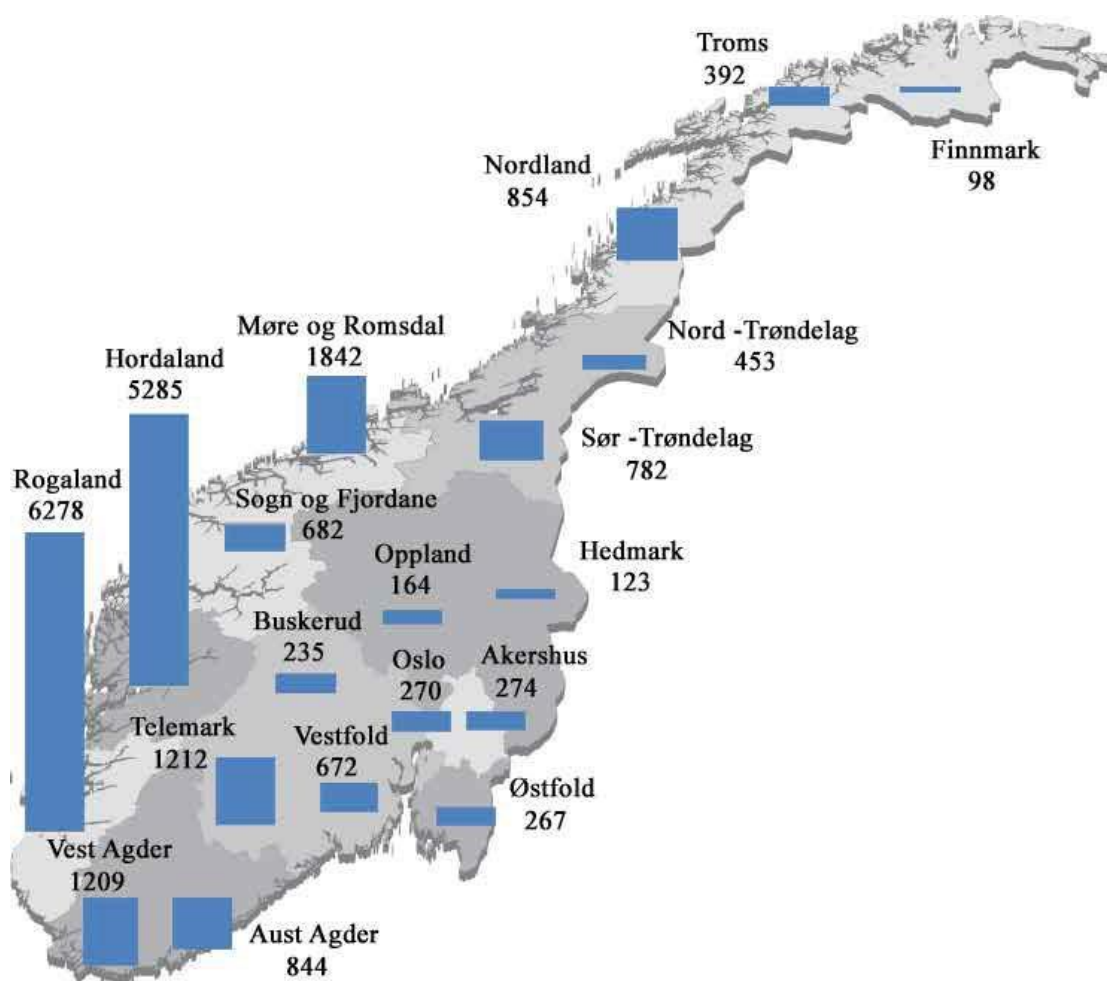 Troms
392
Finnmark
98
Nordland
854
Nord -Trøndelag
453
Møre og Romsdal
1842
Hordaland
5285
Sør -Trøndelag
782
Rogaland
6278
Sogn og Fjordane
682
Oppland
164
Hedmark
123
Buskerud
235
Oslo
270
Akershus
274
Telemark
1212
Vestfold
672
Østfold
267
Vest Agder
1209
Aust Agder
844